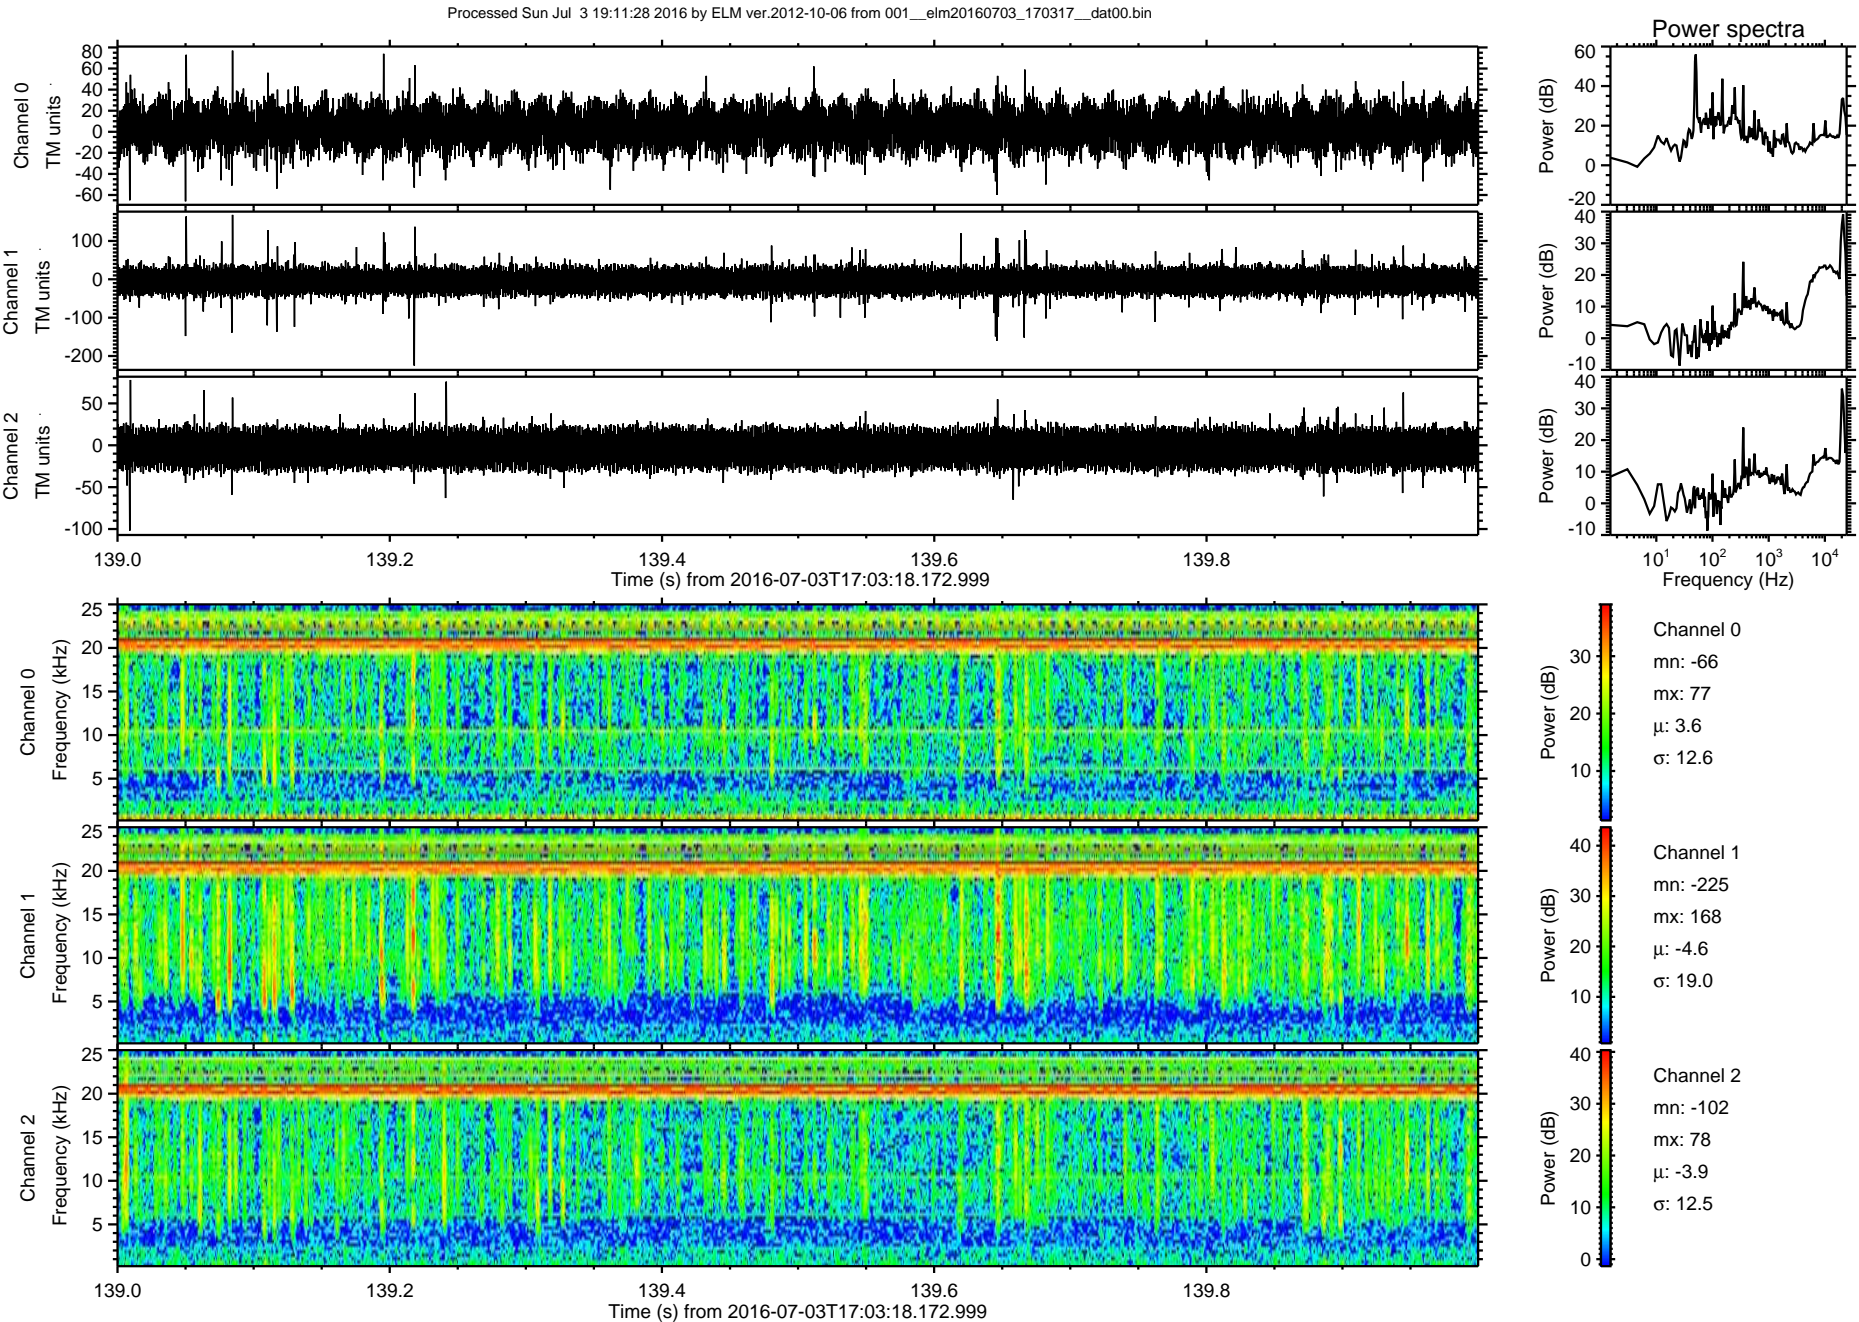 Processed Sun Jul  3 19:11:28 2016 by ELM ver.2012-10-06 from 001__elm20160703_170317__dat00.bin
Power spectra
Channel 0
TM units
80
60
40
20
0
-20
-40
-60
Power (dB)
60
40
20
0
-20
Channel 1
TM units
100
0
-100
-200
Power (dB)
40
30
20
10
0
-10
Channel 2
TM units
50
0
-50
-100
Power (dB)
40
30
20
10
0
-10
139.0 139.2 139.4 139.6 139.8
Time (s) from 2016-07-03T17:03:18.172.999
10¹ 10² 10³ 10⁴
Frequency (Hz)
Channel 0
Frequency (kHz)
25
20
15
10
5
Power (dB)
30
20
10
Channel 0
mn: -66
mx: 77
μ: 3.6
σ: 12.6
Channel 1
Frequency (kHz)
25
20
15
10
5
Power (dB)
40
30
20
10
Channel 1
mn: -225
mx: 168
μ: -4.6
σ: 19.0
Channel 2
Frequency (kHz)
25
20
15
10
5
Power (dB)
40
30
20
10
0
Channel 2
mn: -102
mx: 78
μ: -3.9
σ: 12.5
139.0 139.2 139.4 139.6 139.8
Time (s) from 2016-07-03T17:03:18.172.999